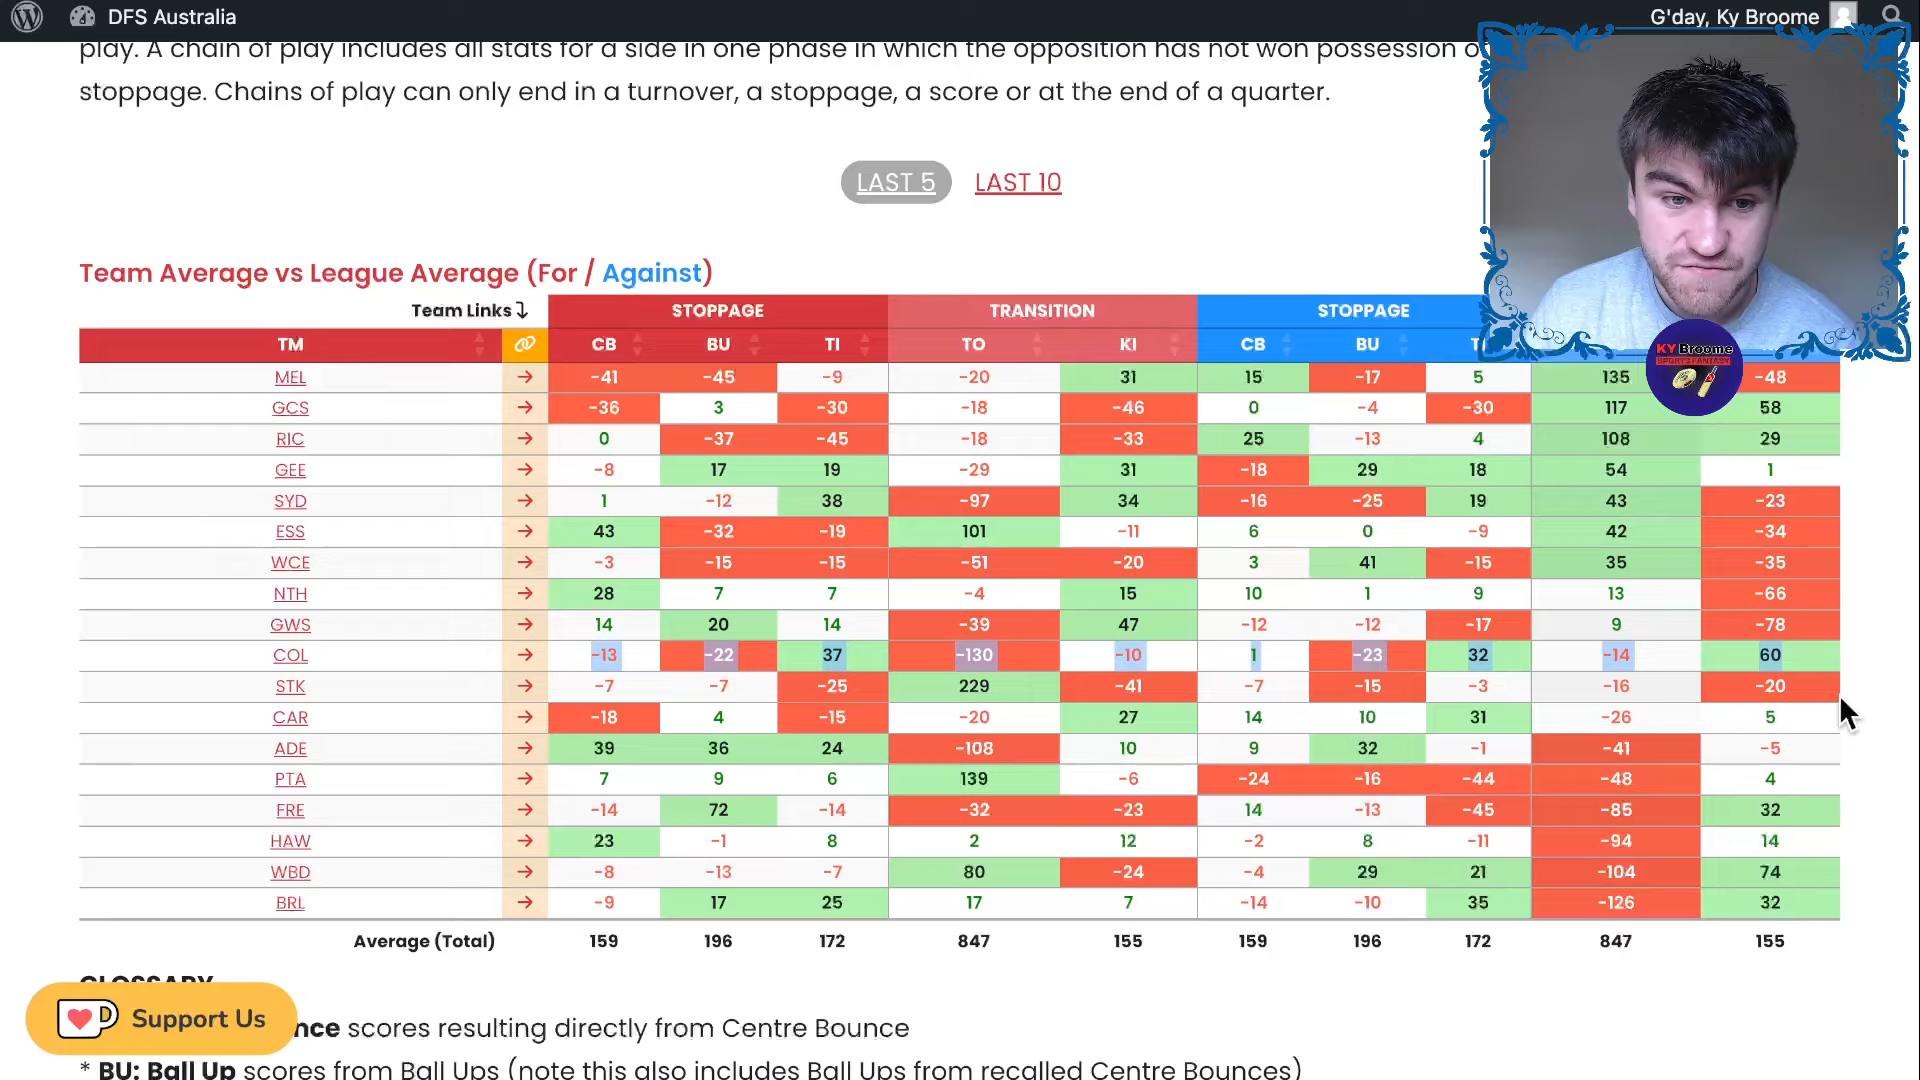 DFS Australia G'day, Ky Broome
play. A chain of play includes all stats for a side in one phase in which the opposition has not won possession o
stoppage. Chains of play can only end in a turnover, a stoppage, a score or at the end of a quarter.
LAST 5 LAST 10
Team Average vs League Average (For / Against)
Team Links STOPPAGE TRANSITION STOPPAGE
TM CB BU TI TO KI CB BU
MEL -41 -45 -9 -20 31 15 -17 5 135 -48
GCS -36 3 -30 -18 -46 0 -4 -30 117 58
RIC 0 -37 -45 -18 -33 25 -13 4 108 29
GEE -8 17 19 -29 31 -18 29 18 54 1
SYD 1 -12 38 -97 34 -16 -25 19 43 -23
ESS 43 -32 -19 101 -11 6 0 -9 42 -34
WCE -3 -15 -15 -51 -20 3 41 -15 35 -35
NTH 28 7 7 -4 15 10 1 9 13 -66
GWS 14 20 14 -39 47 -12 -12 -17 9 -78
COL -13 -22 37 -130 -10 1 -23 32 -14 60
STK -7 -7 -25 229 -41 -7 -15 -3 -16 -20
CAR -18 4 -15 -20 27 14 10 31 -26 5
ADE 39 36 24 -108 10 9 32 -1 -41 -5
PTA 7 9 6 139 -6 -24 -16 -44 -48 4
FRE -14 72 -14 -32 -23 14 -13 -45 -85 32
HAW 23 -1 8 2 12 -2 8 -11 -94 14
WBD -8 -13 -7 80 -24 -4 29 21 -104 74
BRL -9 17 25 17 7 -14 -10 35 -126 32
Average (Total) 159 196 172 847 155 159 196 172 847 155
KY Broome
SPORTZ FANTASY
GLOSSARY
Support Us
nce scores resulting directly from Centre Bounce
* BU: Ball Up scores from Ball Ups (note this also includes Ball Ups from recalled Centre Bounces)